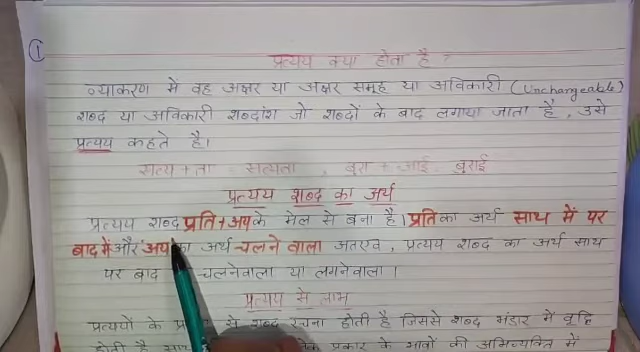 1
प्रत्यय क्या होता है ?
व्याकरण में वह अक्षर या अक्षर समूह या अविकारी (Unchangeable)
शब्द या अविकारी शब्दांश जो शब्दों के बाद लगाया जाता है, उसे
प्रत्यय कहते है।
सत्य+ता = सत्यता , बुरा + आई बुराई
प्रत्यय शब्द का अर्थ
प्रत्यय शब्द प्रति+अय के मेल से बना है। प्रति का अर्थ साथ में पर
बाद में और अय का अर्थ चलने वाला अतएव , प्रत्यय शब्द का अर्थ साथ
पर बाद चलनेवाला या लगनेवाला ।
प्रत्यय से लाभ
प्रत्ययों के से शब्द रचना होती है जिससे शब्द भंडार में वृद्धि
होती है प्रकार के भावों की अभिव्यक्ति में